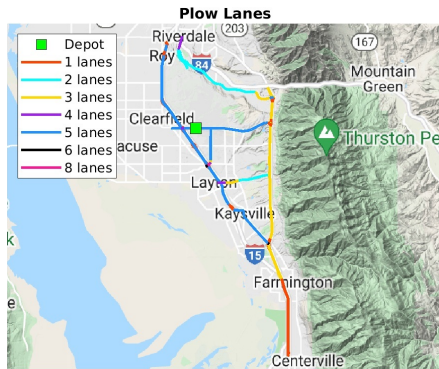 Plow Lanes
Riverdale
203
Roy
84
167
Depot
1 lanes
2 lanes
3 lanes
4 lanes
5 lanes
6 lanes
8 lanes
Mountain
Green
Clearfield
acuse
Thurston Pe
Layton
Kaysville
15
Farmington
Centerville
k
e